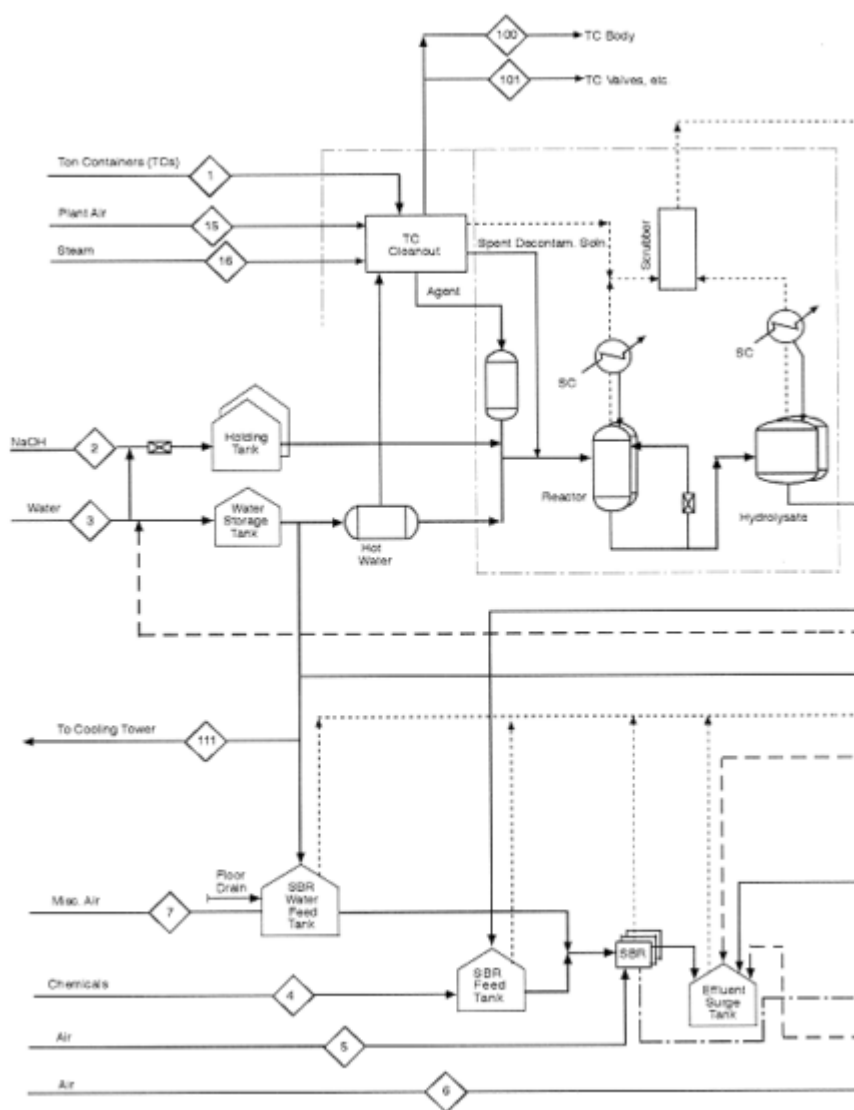 100
TC Body
101
TC Valves, etc.
Ton Containers (TCs)
1
Plant Air
15
Steam
16
TC
Cleanout
Spent Decontam. Soln.
Scrubber
Agent
SC
SC
NaOH
2
Holding
Tank
Reactor
Hydrolysate
Water
3
Water
Storage
Tank
Hot
Water
To Cooling Tower
111
Floor
Drain
Misc. Air
7
SBR
Water
Feed
Tank
SBR
Chemicals
4
SBR
Feed
Tank
Effluent
Surge
Tank
Air
5
Air
6